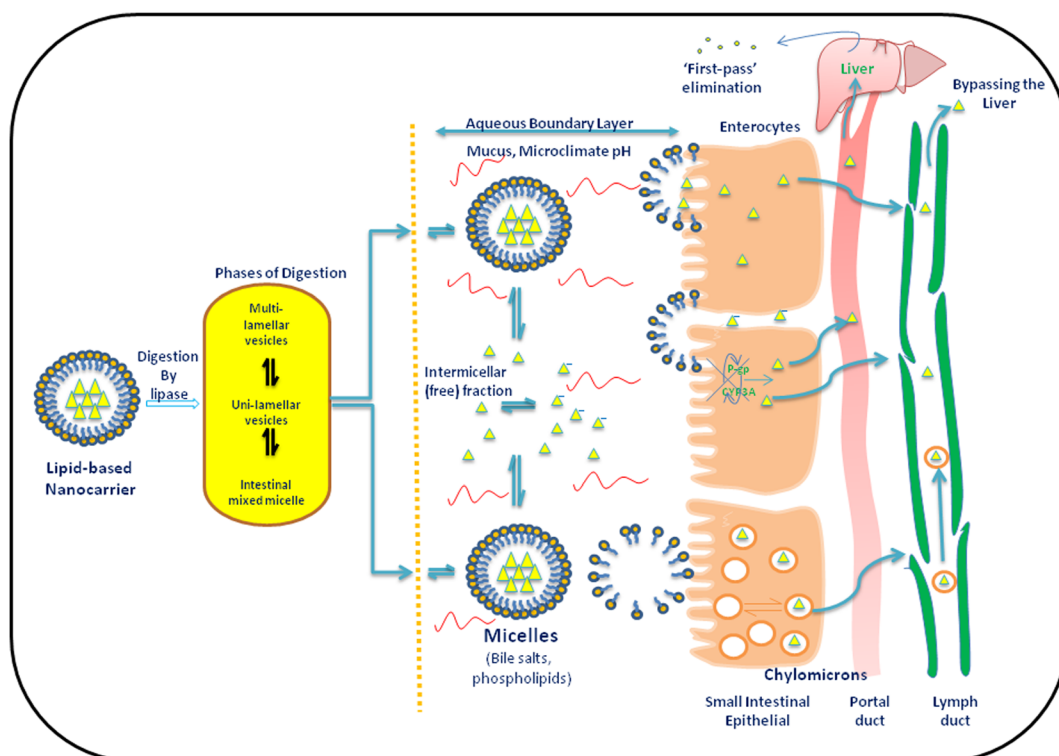 'First-pass'
elimination
Liver
Bypassing the
Liver
Aqueous Boundary Layer
Enterocytes
Mucus, Microclimate pH
Phases of Digestion
Multi-
lamellar
vesicles
Uni-lamellar
vesicles
Intestinal
mixed micelle
Digestion
By
lipase
Lipid-based
Nanocarrier
Intermicellar
(free) fraction
P-gp
CYP3A
Micelles
(Bile salts,
phospholipids)
Chylomicrons
Small Intestinal
Epithelial
Portal
duct
Lymph
duct